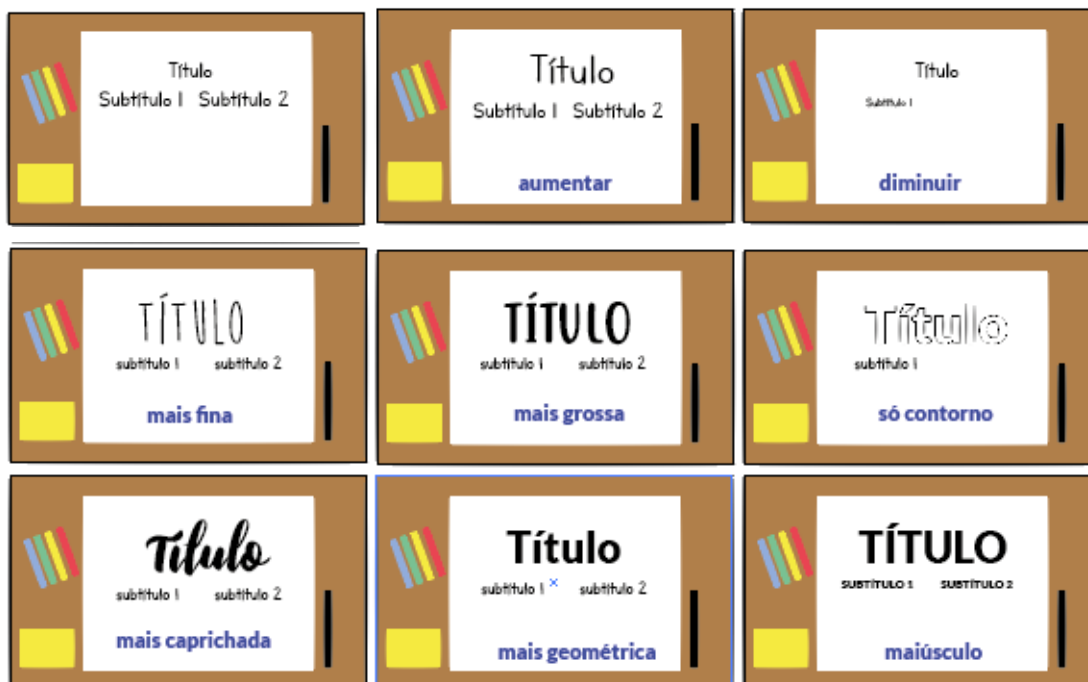 Título
Subtítulo 1 Subtítulo 2
Título
Subtítulo 1 Subtítulo 2
aumentar
Título
Subtítulo 1
diminuir
TÍTULO
subtítulo 1 subtítulo 2
mais fina
TÍTULO
subtítulo 1 subtítulo 2
mais grossa
Título
subtítulo 1
só contorno
Título
subtítulo 1 subtítulo 2
mais caprichada
Título
subtítulo 1 subtítulo 2
mais geométrica
TÍTULO
SUBTÍTULO 1 SUBTÍTULO 2
maiúsculo